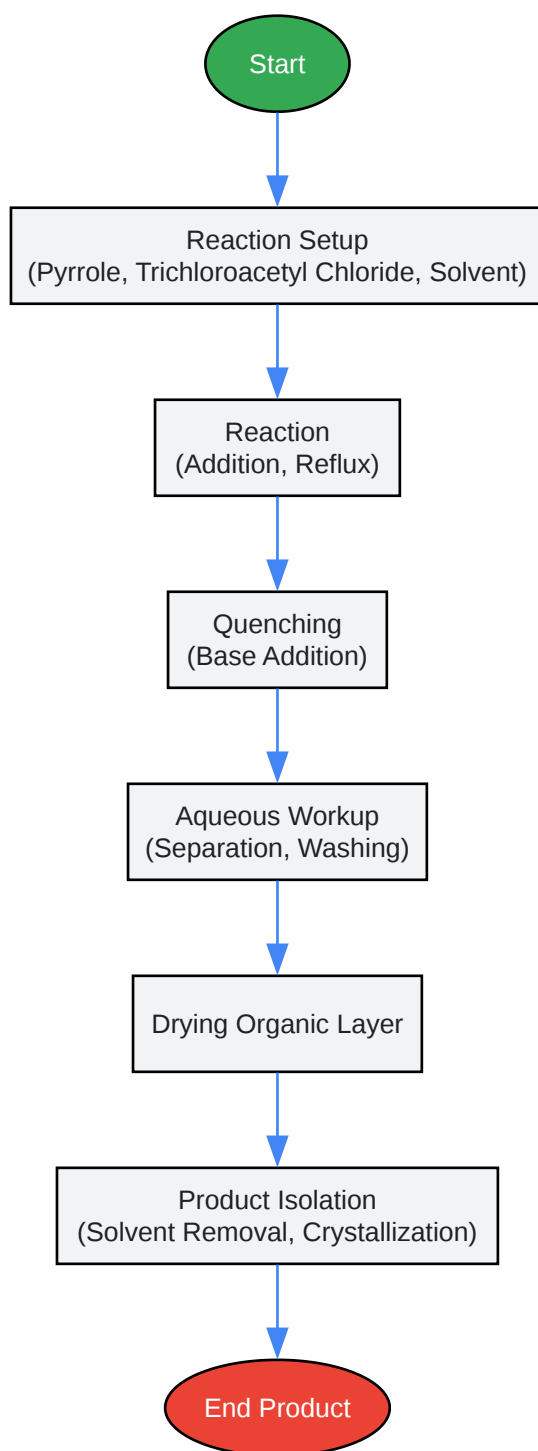 Start
Reaction Setup
(Pyrrole, Trichloroacetyl Chloride, Solvent)
Reaction
(Addition, Reflux)
Quenching
(Base Addition)
Aqueous Workup
(Separation, Washing)
Drying Organic Layer
Product Isolation
(Solvent Removal, Crystallization)
End Product